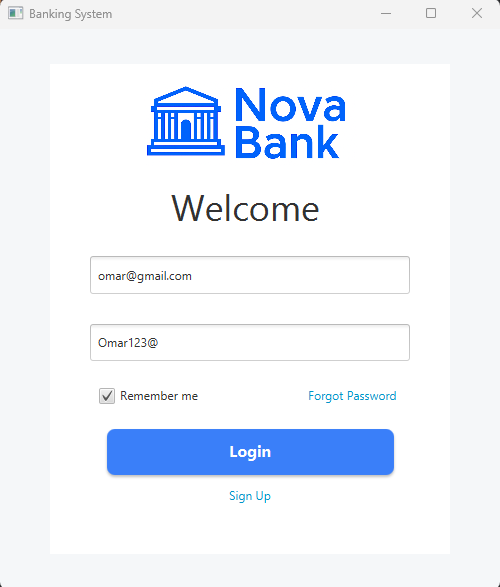 Banking System
Nova
Bank
Welcome
omar@gmail.com
Omar123@
Remember me
Forgot Password
Login
Sign Up